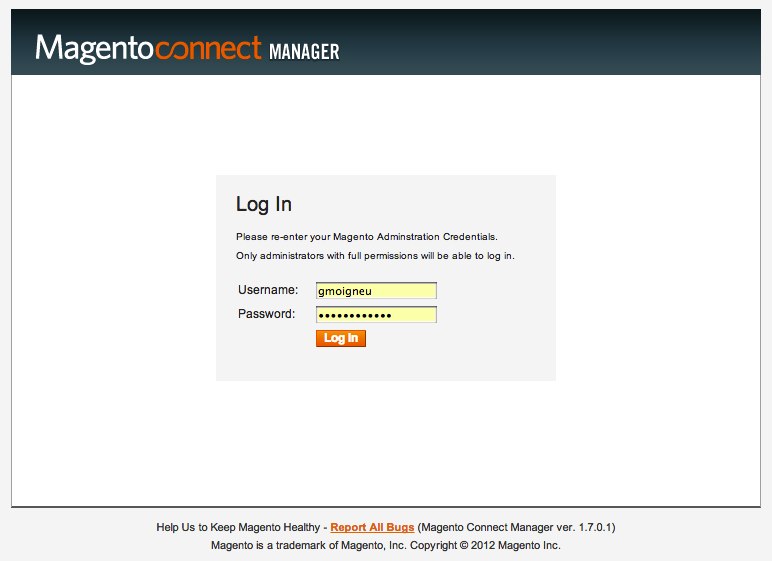 Magentoconnect MANAGER
Log In
Please re-enter your Magento Adminstration Credentials.
Only administrators with full permissions will be able to log in.
Username: gmoigneu
Password: ••••••••••••
Log In
Help Us to Keep Magento Healthy - Report All Bugs (Magento Connect Manager ver. 1.7.0.1)
Magento is a trademark of Magento, Inc. Copyright © 2012 Magento Inc.